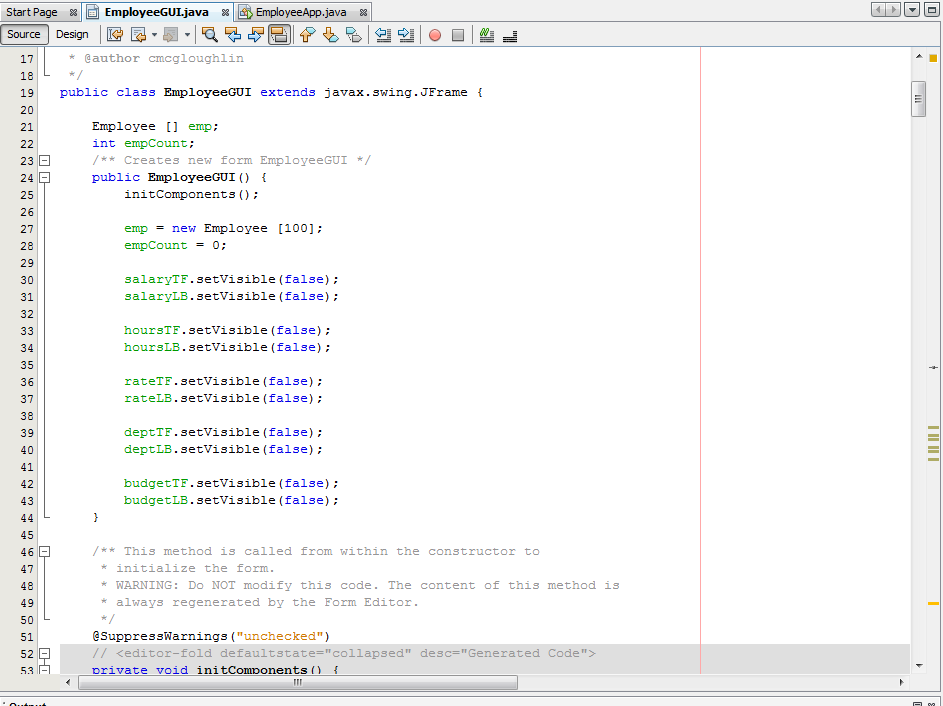 Start Page EmployeeGUI.java EmployeeApp.java
Source Design
17 * @author cmcgloughlin
18 */
19 public class EmployeeGUI extends javax.swing.JFrame {
20
21 Employee [] emp;
22 int empCount;
23 /** Creates new form EmployeeGUI */
24 public EmployeeGUI() {
25 initComponents();
26
27 emp = new Employee [100];
28 empCount = 0;
29
30 salaryTF.setVisible(false);
31 salaryLB.setVisible(false);
32
33 hoursTF.setVisible(false);
34 hoursLB.setVisible(false);
35
36 rateTF.setVisible(false);
37 rateLB.setVisible(false);
38
39 deptTF.setVisible(false);
40 deptLB.setVisible(false);
41
42 budgetTF.setVisible(false);
43 budgetLB.setVisible(false);
44 }
45
46 /** This method is called from within the constructor to
47 * initialize the form.
48 * WARNING: Do NOT modify this code. The content of this method is
49 * always regenerated by the Form Editor.
50 */
51 @SuppressWarnings("unchecked")
52 // <editor-fold defaultstate="collapsed" desc="Generated Code">
53 private void initComponents() {
Output